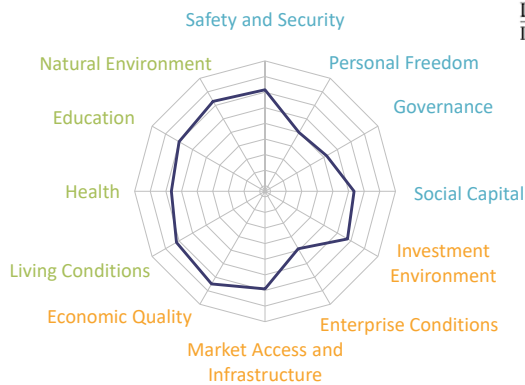 Safety and Security
Natural Environment
Personal Freedom
Education
Governance
Health
Social Capital
Investment
Environment
Living Conditions
Economic Quality
Enterprise Conditions
Market Access and
Infrastructure